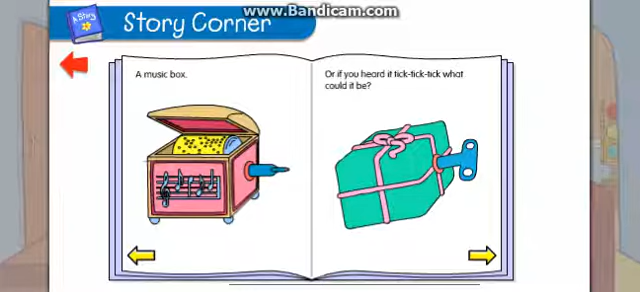 www.Bandicam.com
A Story
Story Corner
A music box.
Or if you heard it tick-tick-tick what
could it be?